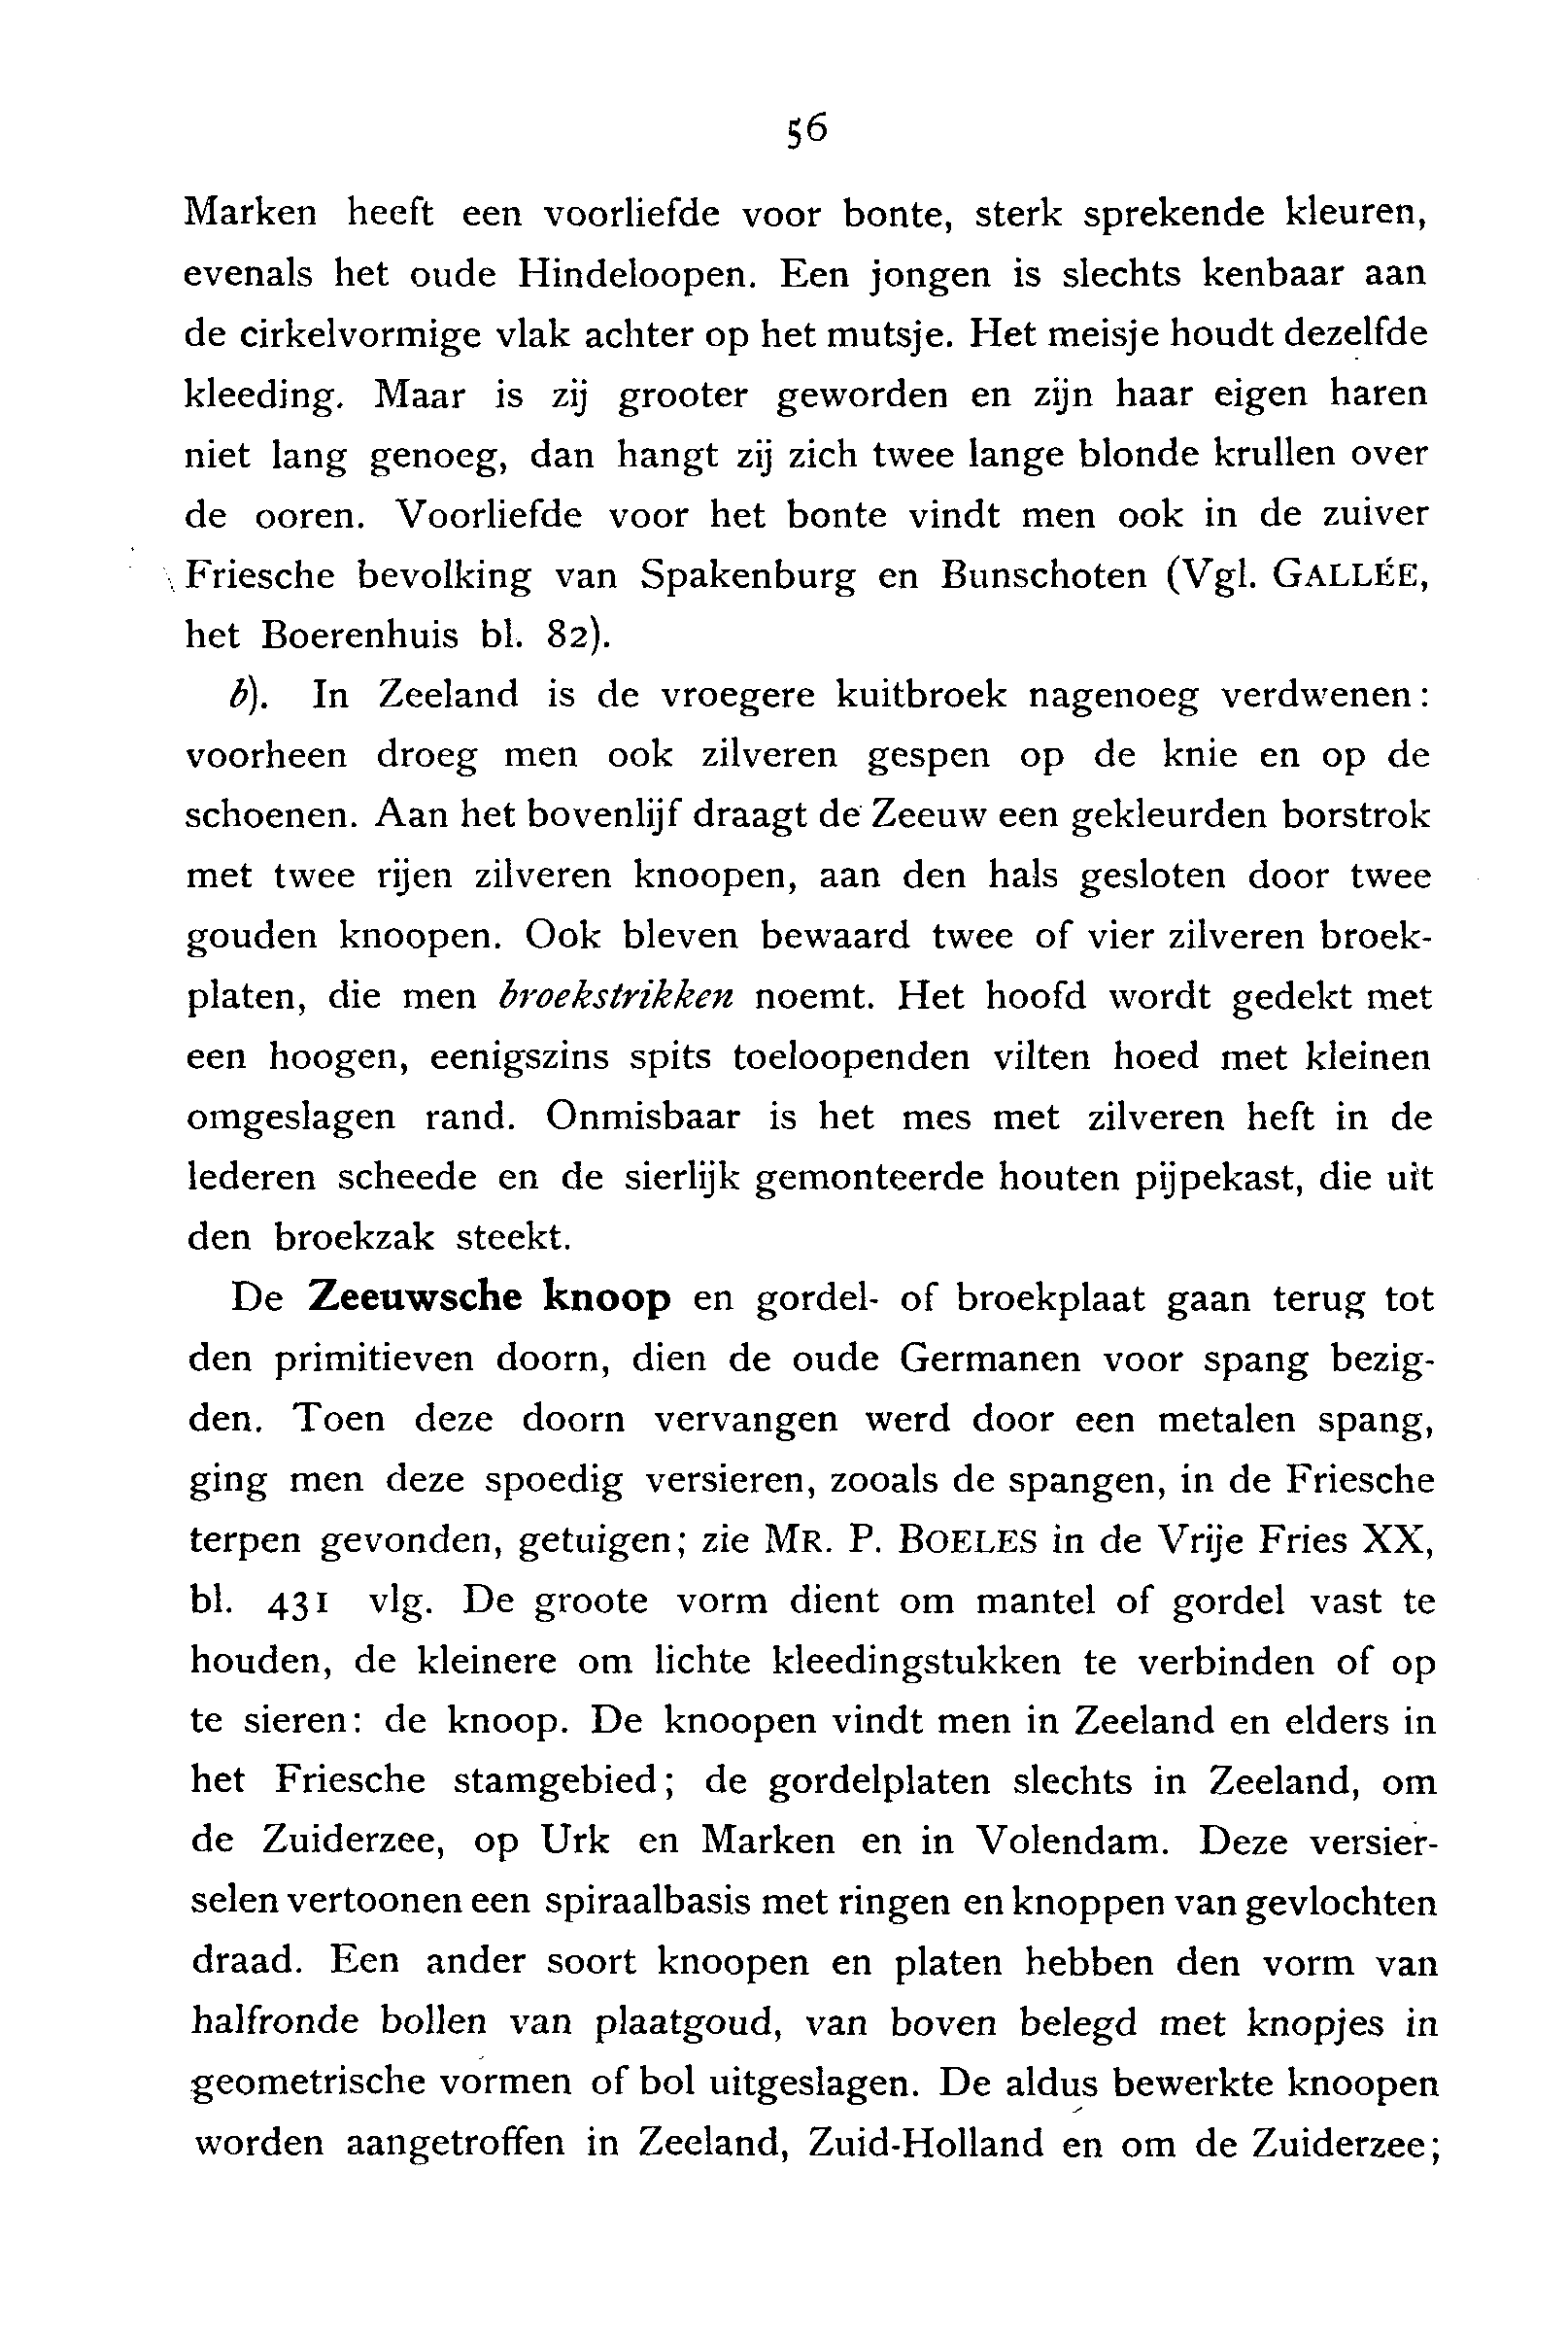 56
Marken heeft een voorliefde voor bonte, sterk sprekende kleuren,
evenals het oude Hindeloopen. Een jongen is slechts kenbaar aan
de cirkelvormige vlak achter op het mutsje. Het meisje houdt dezelfde
kleeding. Maar is zij grooter geworden en zijn haar eigen haren
niet lang genoeg, dan hangt zij zich twee lange blonde krullen over
de ooren. Voorliefde voor het bonte vindt men ook in de zuiver
Friesche bevolking van Spakenburg en Bunschoten (Vgl. GALLÉE,
het Boerenhuis bl. 82).
b). In Zeeland is de vroegere kuitbroek nagenoeg verdwenen:
voorheen droeg men ook zilveren gespen op de knie en op de
schoenen. Aan het bovenlijf draagt de Zeeuw een gekleurden borstrok
met twee rijen zilveren knoopen, aan den hals gesloten door twee
gouden knoopen. Ook bleven bewaard twee of vier zilveren broek-
platen, die men broekstrikken noemt. Het hoofd wordt gedekt met
een hoogen, eenigszins spits toeloopenden vilten hoed met kleinen
omgeslagen rand. Onmisbaar is het mes met zilveren heft in de
lederen scheede en de sierlijk gemonteerde houten pijpekast, die uit
den broekzak steekt.
De Zeeuwsche knoop en gordel- of broekplaat gaan terug tot
den primitieven doorn, dien de oude Germanen voor spang bezig-
den. Toen deze doorn vervangen werd door een metalen spang,
ging men deze spoedig versieren, zooals de spangen, in de Friesche
terpen gevonden, getuigen; zie MR. P. BOELES in de Vrije Fries XX,
bl. 431 vlg. De groote vorm dient om mantel of gordel vast te
houden, de kleinere om lichte kleedingstukken te verbinden of op
te sieren: de knoop. De knoopen vindt men in Zeeland en elders in
het Friesche stamgebied; de gordelplaten slechts in Zeeland, om
de Zuiderzee, op Urk en Marken en in Volendam. Deze versier-
selen vertoonen een spiraalbasis met ringen en knoppen van gevlochten
draad. Een ander soort knoopen en platen hebben den vorm van
halfronde bollen van plaatgoud, van boven belegd met knopjes in
geometrische vormen of bol uitgeslagen. De aldus bewerkte knoopen
worden aangetroffen in Zeeland, Zuid-Holland en om de Zuiderzee;